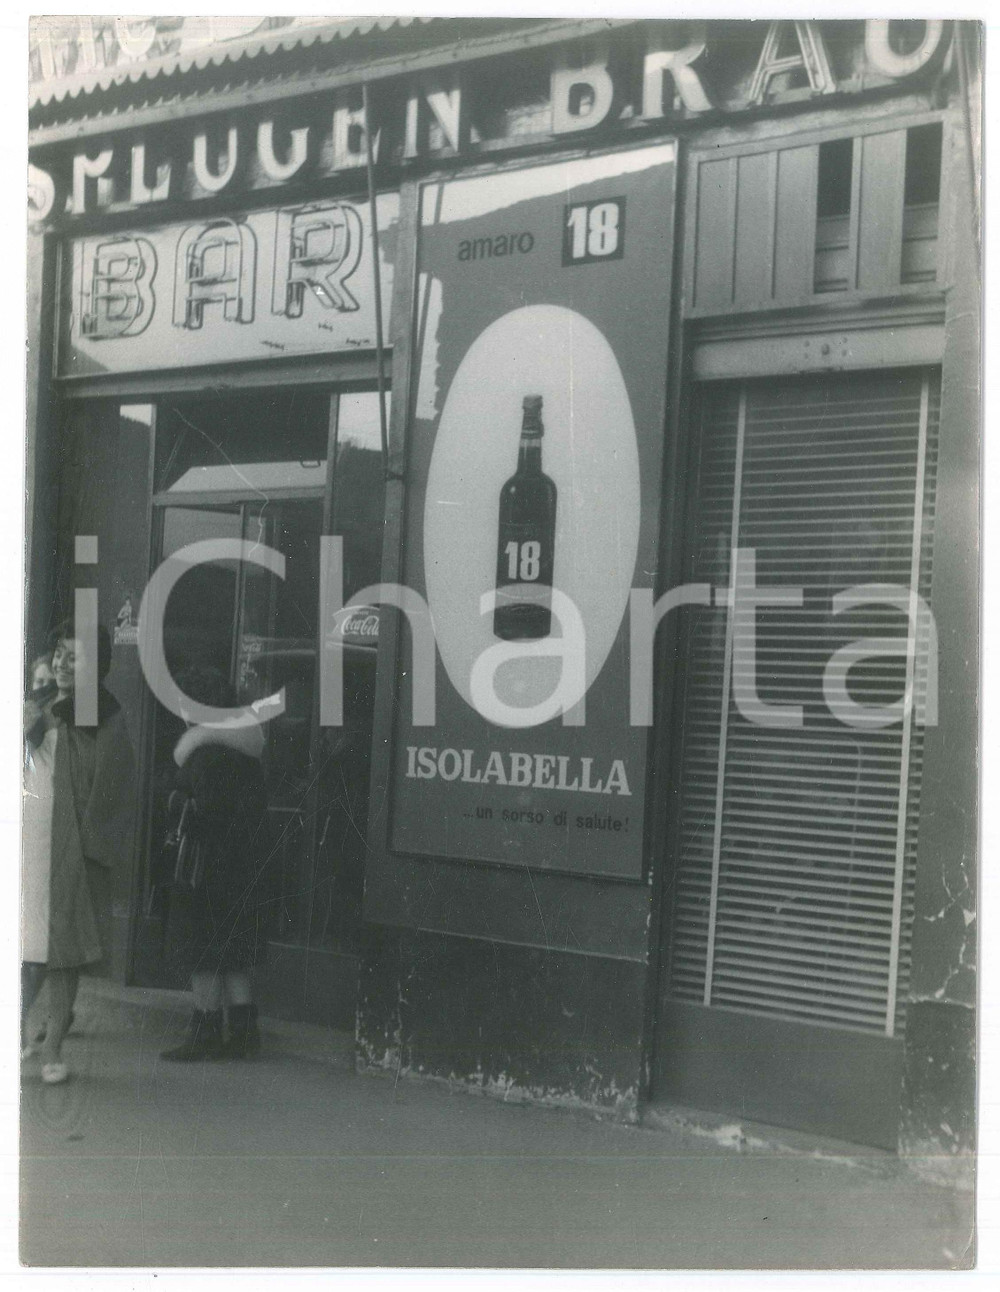 SPLUGEN BRAU
BAR
amaro 18
18
Coca-Cola
iCharta
ISOLABELLA
...un sorso di salute!